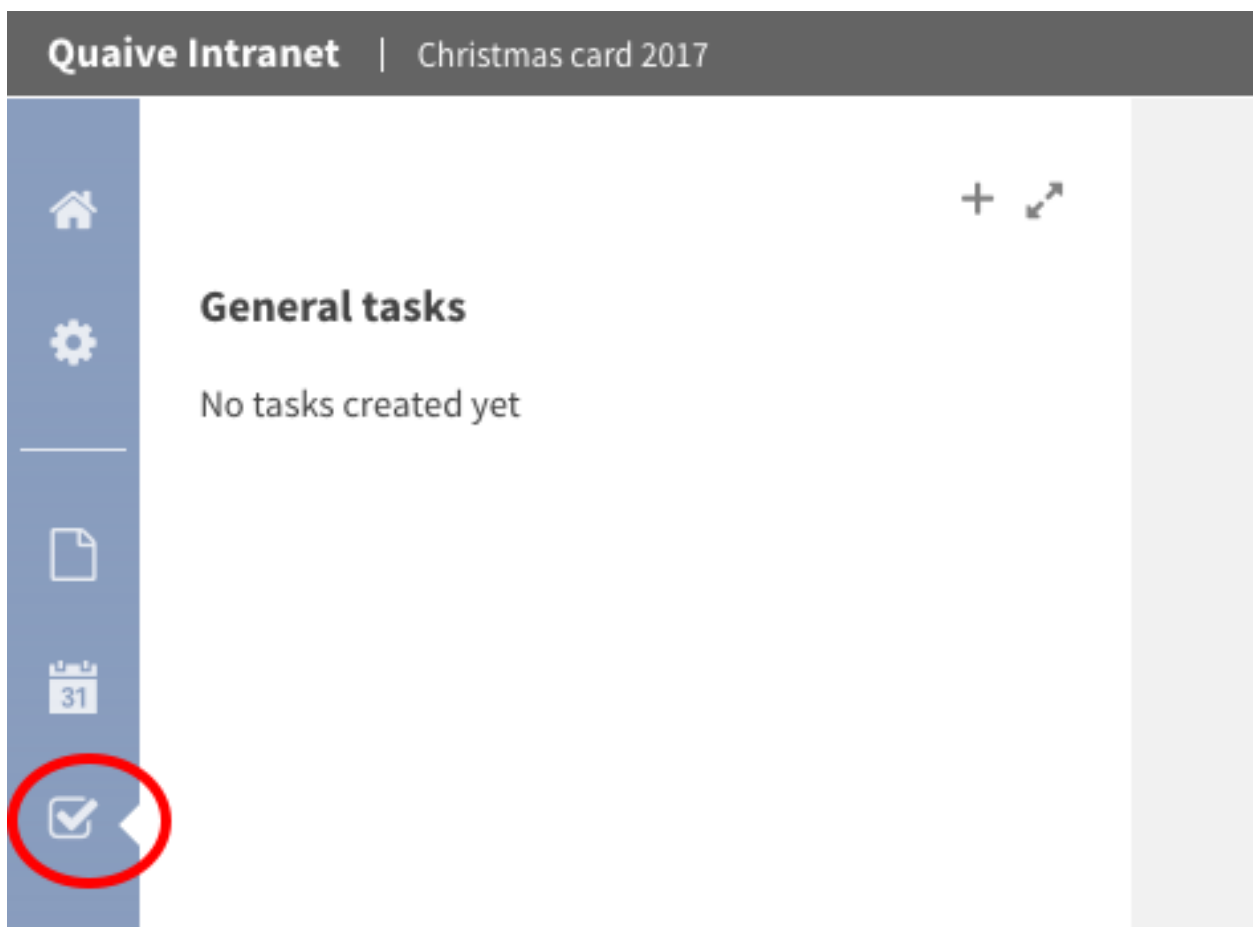 Quaive Intranet | Christmas card 2017
General tasks
No tasks created yet
31